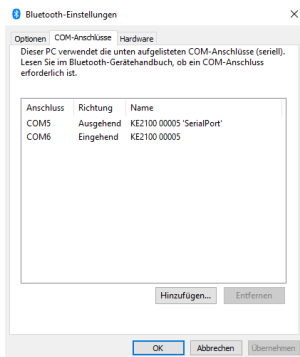 Bluetooth-Einstellungen
Optionen COM-Anschlüsse Hardware
Dieser PC verwendet die unten aufgelisteten COM-Anschlüsse (seriell).
Lesen Sie im Bluetooth-Gerätehandbuch, ob ein COM-Anschluss
erforderlich ist.
Anschluss Richtung Name
COM5 Ausgehend KE2100 00005 'SerialPort'
COM6 Eingehend KE2100 00005
Hinzufügen... Entfernen
OK Abbrechen Übernehmen